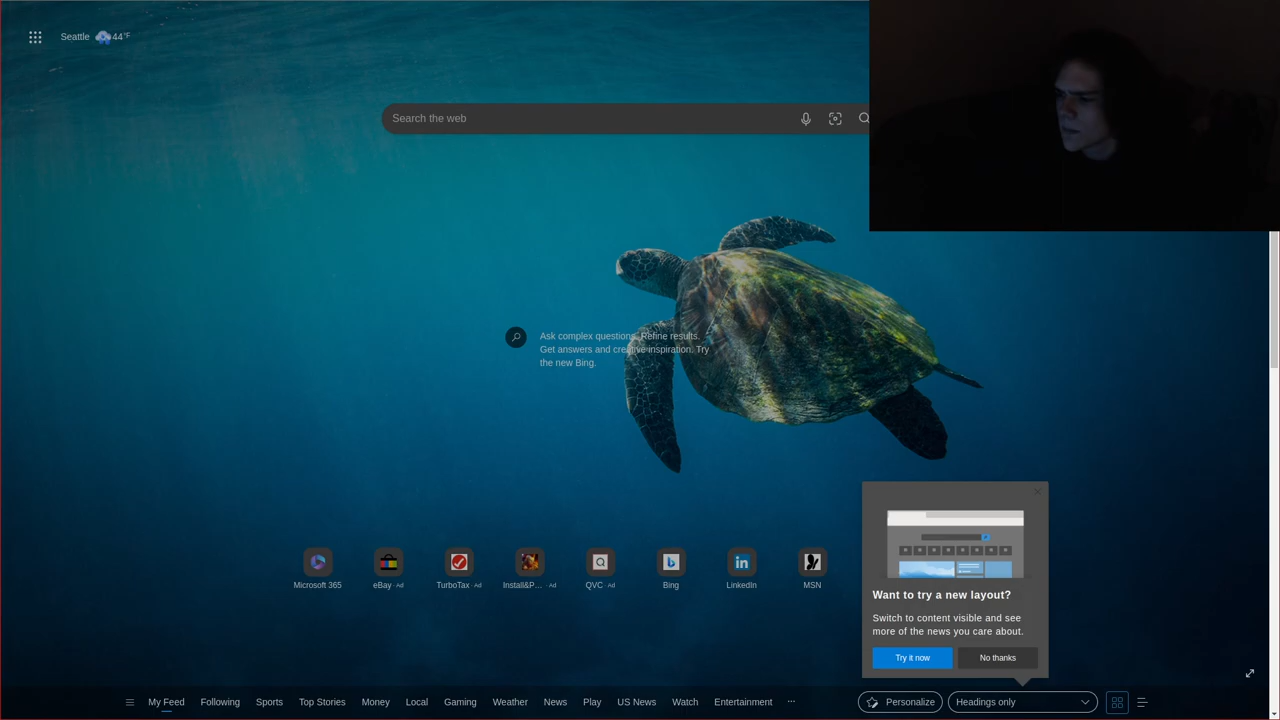 Seattle 44 °F
Search the web
Ask complex questions. Refine results.
Get answers and creative inspiration. Try
the new Bing.
Microsoft 365
eBay · Ad
TurboTax · Ad
Install&P... · Ad
QVC · Ad
Bing
LinkedIn
MSN
Want to try a new layout?
Switch to content visible and see
more of the news you care about.
Try it now
No thanks
My Feed
Following
Sports
Top Stories
Money
Local
Gaming
Weather
News
Play
US News
Watch
Entertainment
...
Personalize
Headings only